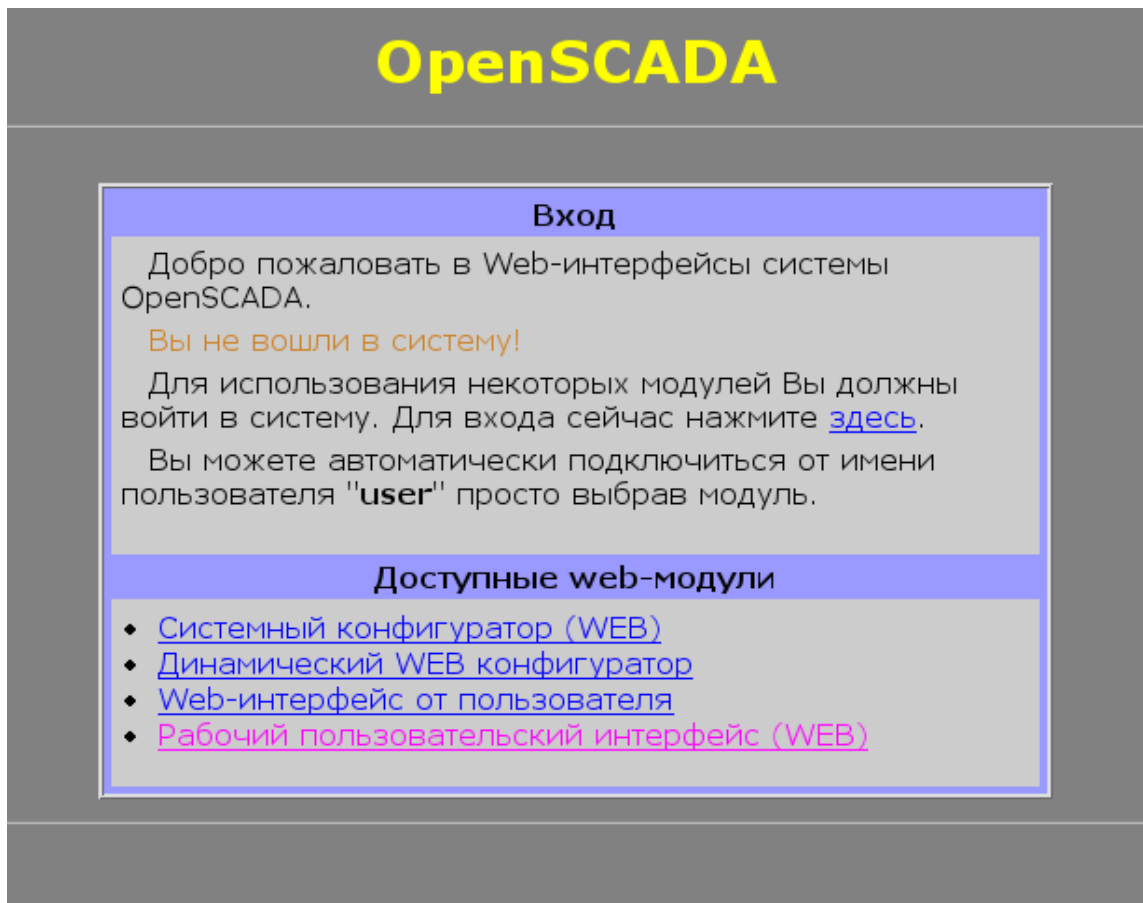 OpenSCADA
Вход
Добро пожаловать в Web-интерфейсы системы
OpenSCADA.
Вы не вошли в систему!
Для использования некоторых модулей Вы должны
войти в систему. Для входа сейчас нажмите здесь.
Вы можете автоматически подключиться от имени
пользователя "user" просто выбрав модуль.
Доступные web-модули
• Системный конфигуратор (WEB)
• Динамический WEB конфигуратор
• Web-интерфейс от пользователя
• Рабочий пользовательский интерфейс (WEB)